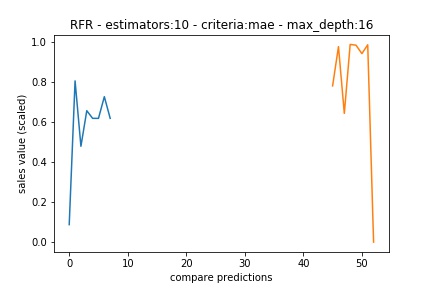 RFR - estimators:10 - criteria:mae - max_depth:16
1.0
0.8
0.6
0.4
0.2
0.0
sales value (scaled)
0 10 20 30 40 50
compare predictions